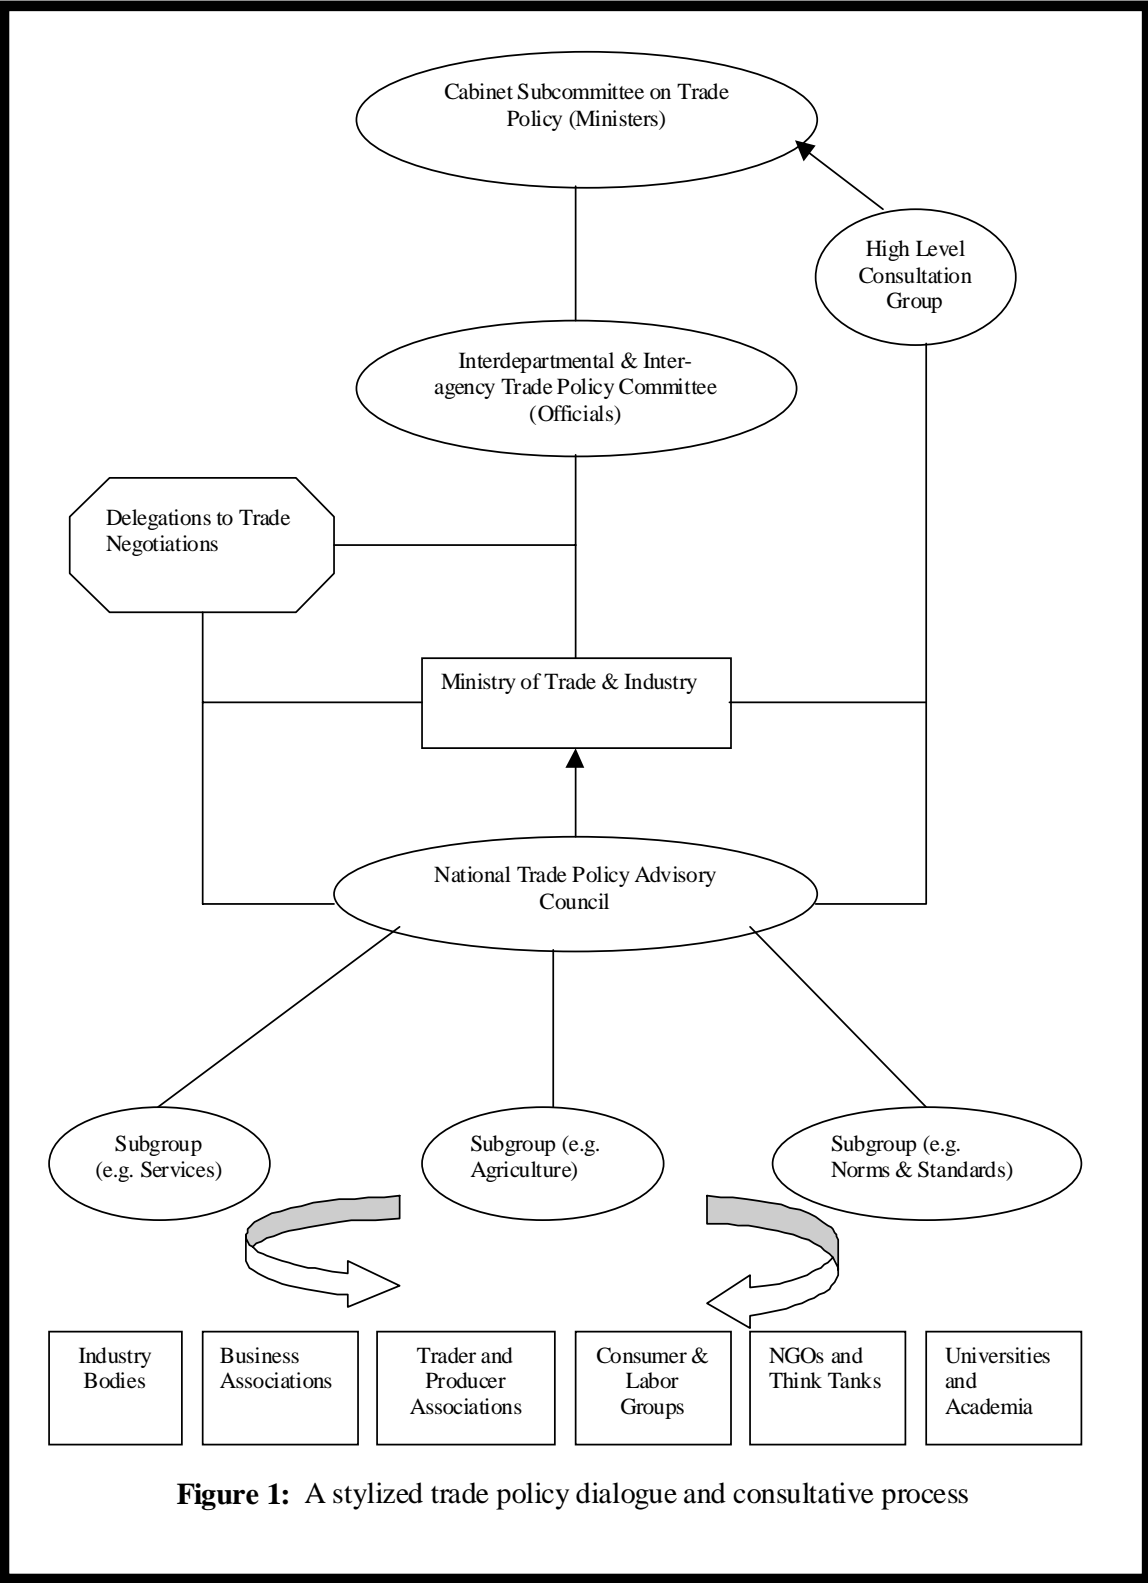 Cabinet Subcommittee on Trade
Policy (Ministers)
High Level
Consultation
Group
Interdepartmental & Inter-
agency Trade Policy Committee
(Officials)
Delegations to Trade
Negotiations
Ministry of Trade & Industry
National Trade Policy Advisory
Council
Subgroup
(e.g. Services)
Subgroup (e.g.
Agriculture)
Subgroup (e.g.
Norms & Standards)
Industry
Bodies
Business
Associations
Trader and
Producer
Associations
Consumer &
Labor
Groups
NGOs and
Think Tanks
Universities
and
Academia
Figure 1: A stylized trade policy dialogue and consultative process